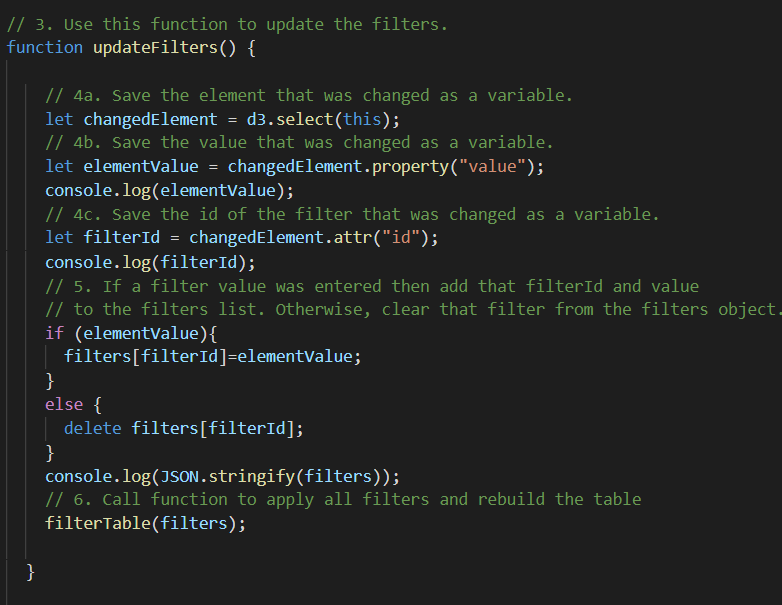 // 3. Use this function to update the filters.
function updateFilters() {
// 4a. Save the element that was changed as a variable.
let changedElement = d3.select(this);
// 4b. Save the value that was changed as a variable.
let elementValue = changedElement.property("value");
console.log(elementValue);
// 4c. Save the id of the filter that was changed as a variable.
let filterId = changedElement.attr("id");
console.log(filterId);
// 5. If a filter value was entered then add that filterId and value
// to the filters list. Otherwise, clear that filter from the filters object.
if (elementValue){
filters[filterId]=elementValue;
}
else {
delete filters[filterId];
}
console.log(JSON.stringify(filters));
// 6. Call function to apply all filters and rebuild the table
filterTable(filters);
}